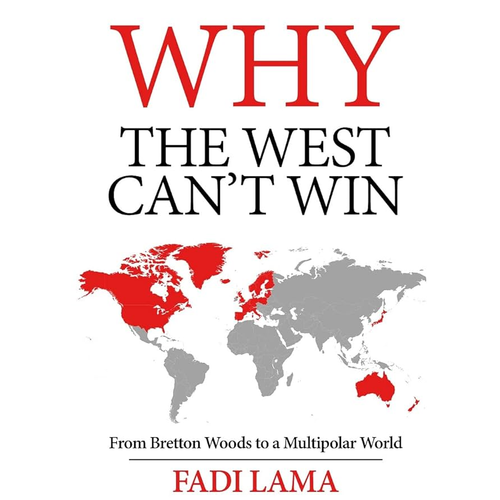 WHY
THE WEST
CAN'T WIN
From Bretton Woods to a Multipolar World
FADI LAMA